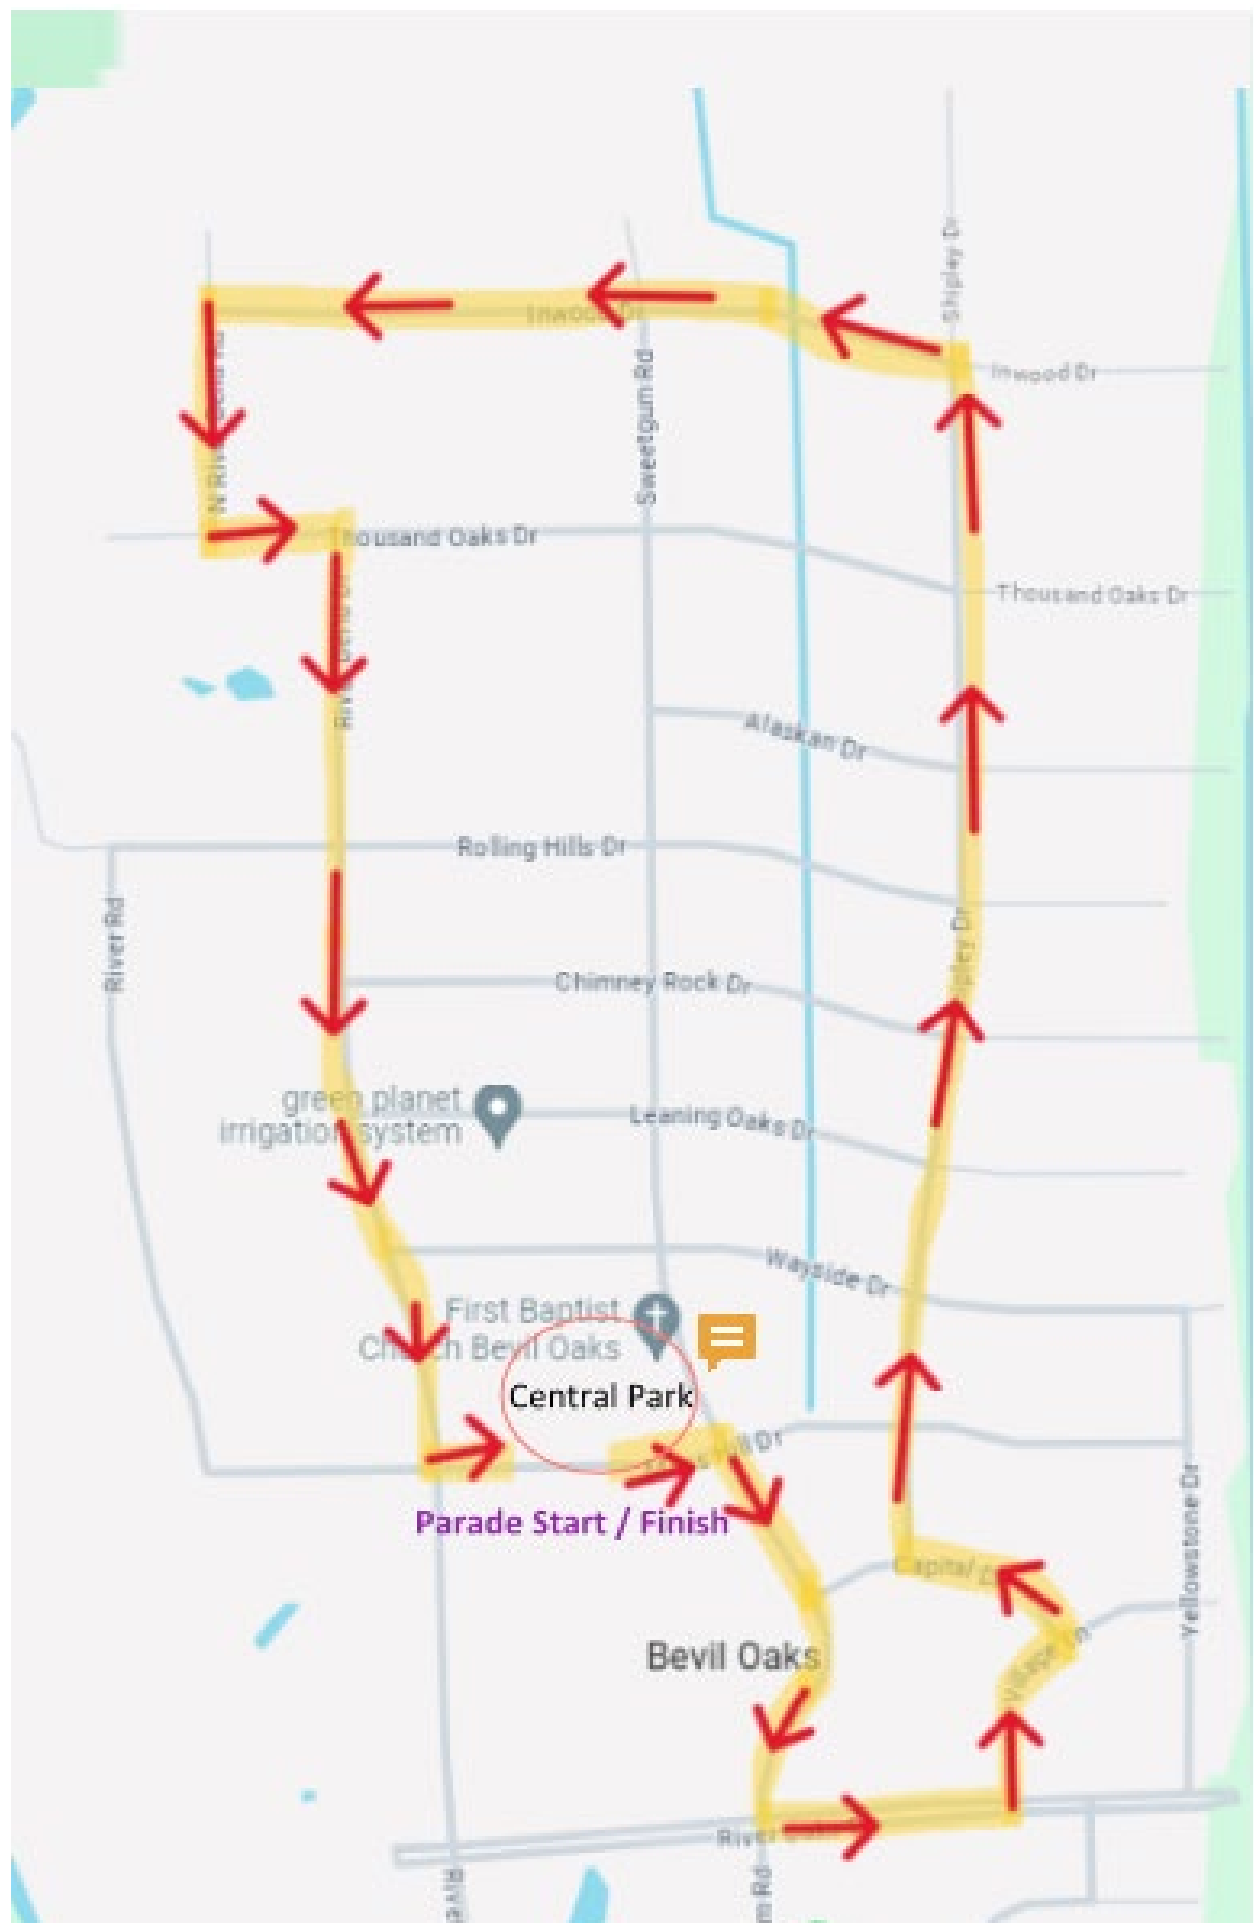 Shipley Dr
Inwood Dr
Inwood Dr
Sweetgum Rd
Thousand Oaks Dr
Thousand Oaks Dr
Alaskan Dr
Rolling Hills Dr
River Rd
Chimney Rock Dr
green planet
irrigation system
Leaning Oaks Dr
Wayside Dr
First Baptist
Church Bevil Oaks
Central Park
Parade Start / Finish
Capital
Yellowstone Dr
Bevil Oaks
Village Ln